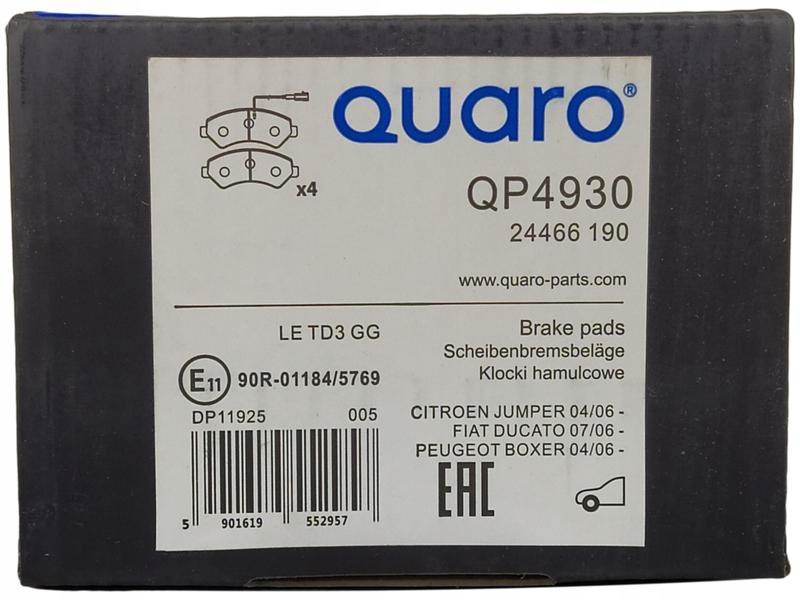 QUARO®
x4
QP4930
24466 190
www.quaro-parts.com
LE TD3 GG
Brake pads
Scheibenbremsbeläge
Klocki hamulcowe
E11 90R-01184/5769
DP11925 005
CITROEN JUMPER 04/06 -
FIAT DUCATO 07/06 -
PEUGEOT BOXER 04/06 -
EAC
5 901619 552957